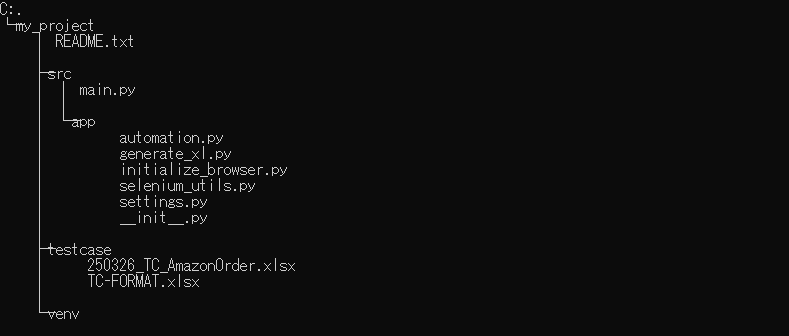 C:.
my_project
README.txt
src
main.py
app
automation.py
generate_xl.py
initialize_browser.py
selenium_utils.py
settings.py
__init__.py
testcase
250326_TC_AmazonOrder.xlsx
TC-FORMAT.xlsx
venv